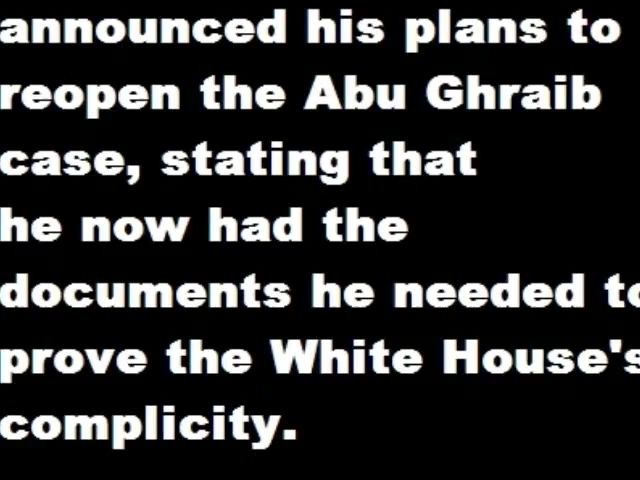 announced his plans to
reopen the Abu Ghraib
case, stating that
he now had the
documents he needed to
prove the White House's
complicity.